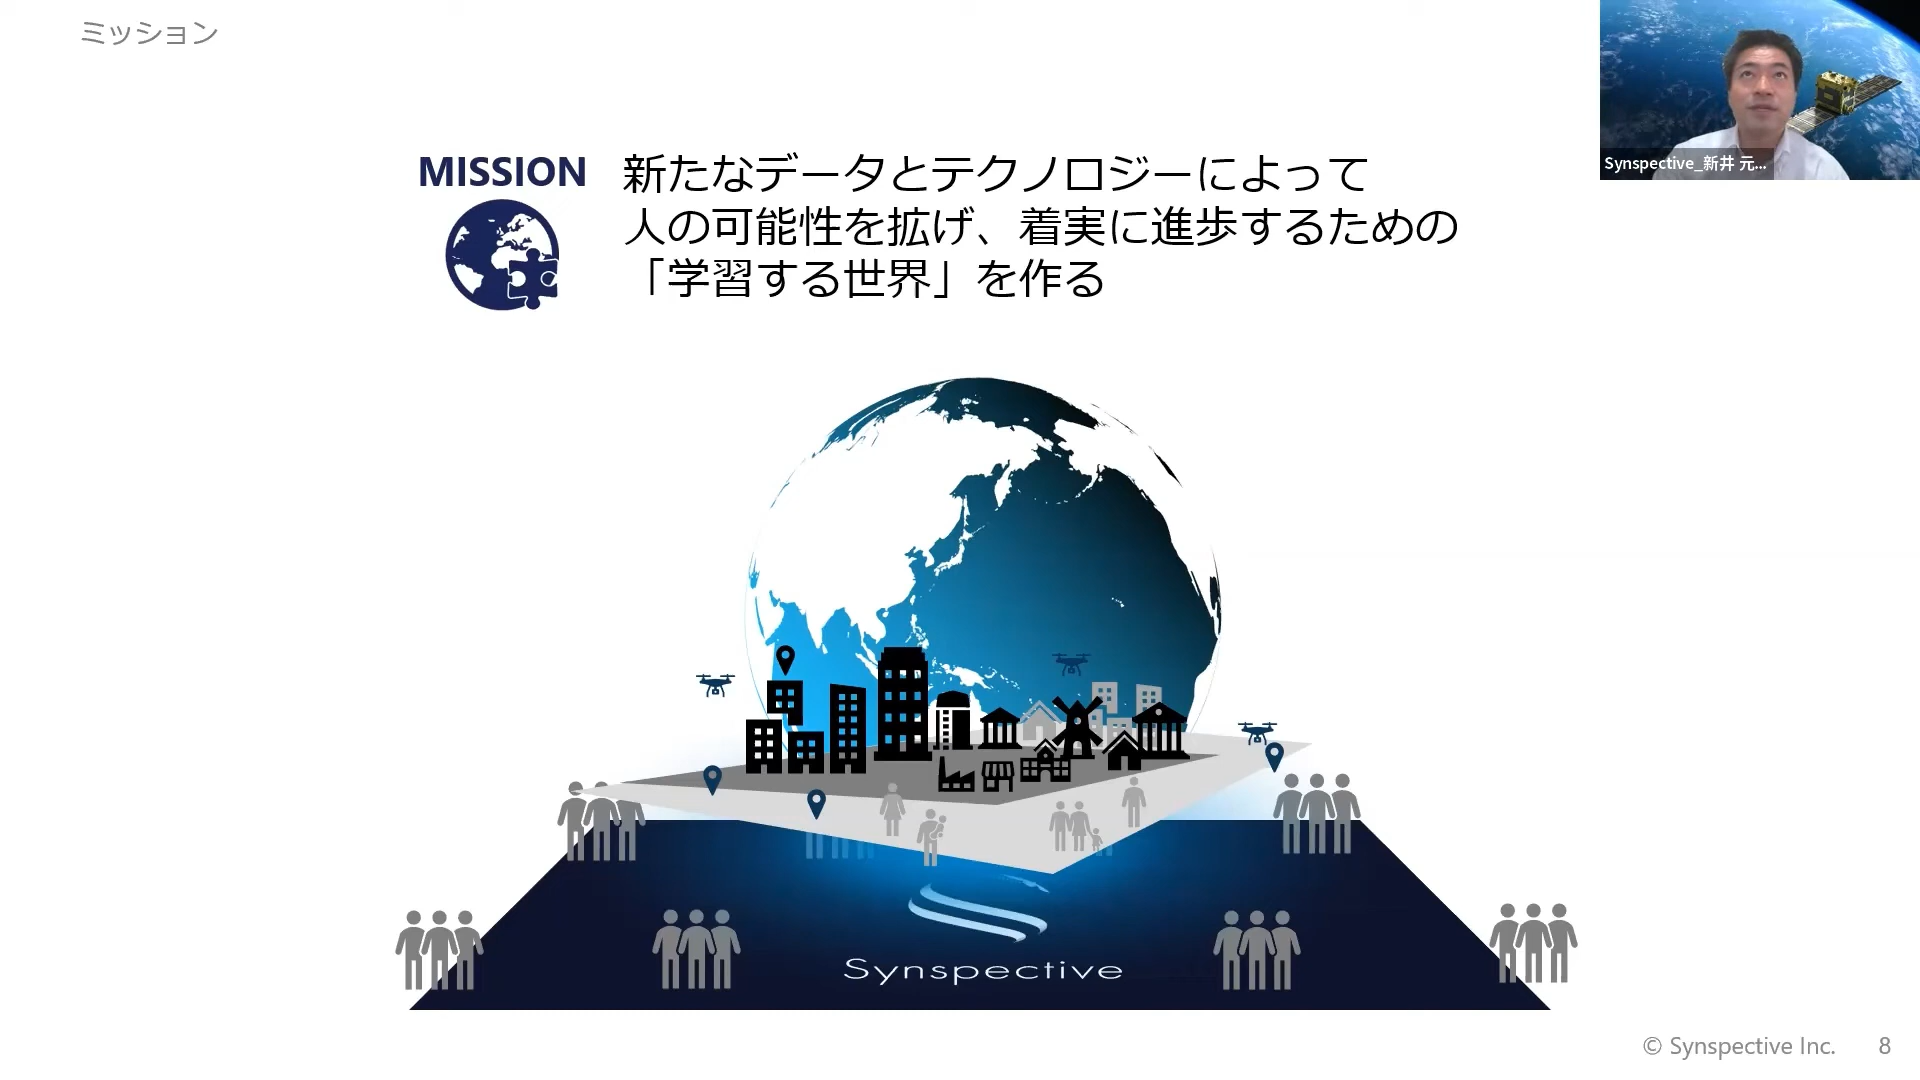 ミッション
MISSION
新たなデータとテクノロジーによって
人の可能性を拡げ、着実に進歩するための
「学習する世界」を作る
Synspective_新井 元...
Synspective
© Synspective Inc.
8